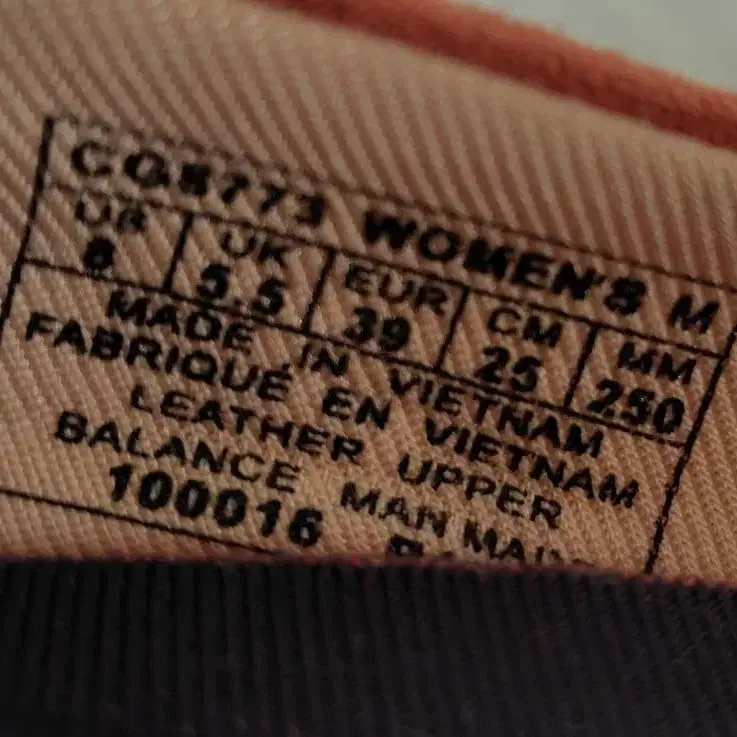 CQ8773 WOMEN'S M
US UK EUR CM MM
8 5.5 39 25 250
MADE IN VIETNAM
FABRIQUÉ EN VIETNAM
LEATHER UPPER
BALANCE MAN MADE
100016